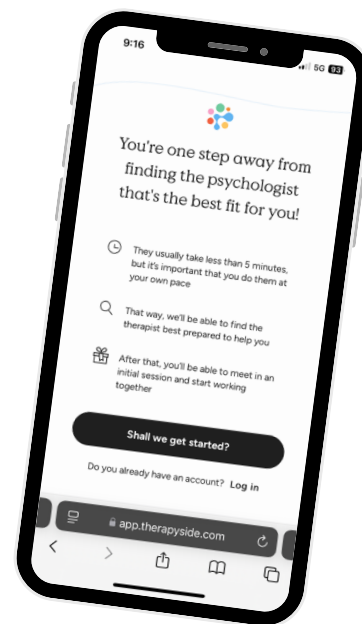 9:16
5G 93
You're one step away from
finding the psychologist
that's the best fit for you!
They usually take less than 5 minutes,
but it's important that you do them at
your own pace
That way, we'll be able to find the
therapist best prepared to help you
After that, you'll be able to meet in an
initial session and start working
together
Shall we get started?
Do you already have an account? Log in
app.therapyside.com